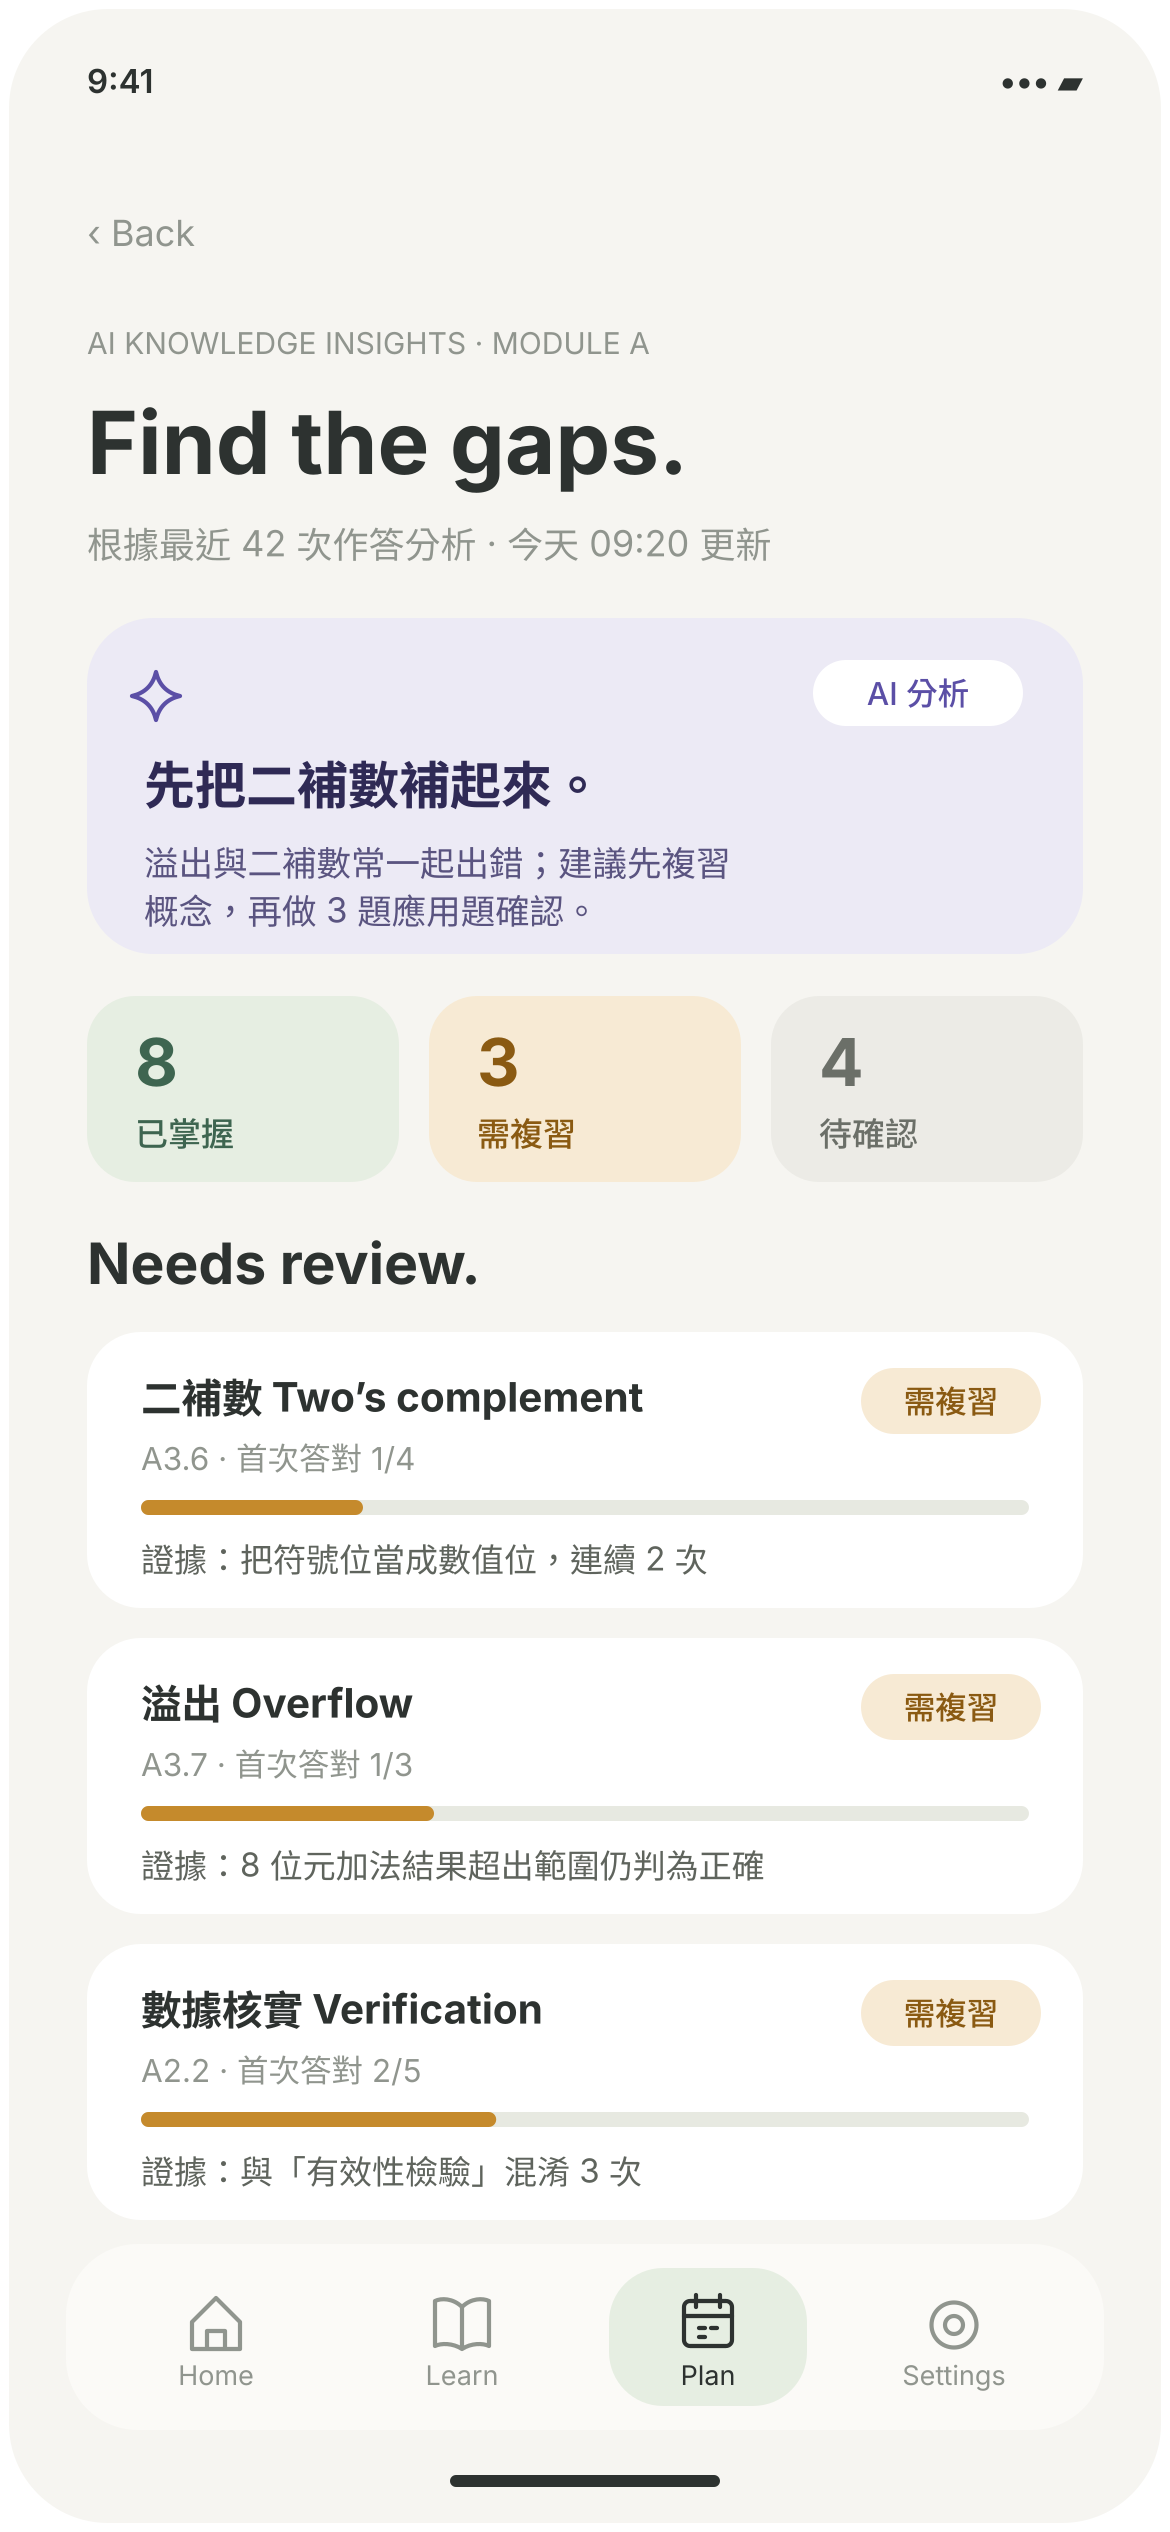 9:41
‹ Back
AI KNOWLEDGE INSIGHTS · MODULE A
Find the gaps.
根據最近 42 次作答分析 · 今天 09:20 更新
AI 分析
先把二補數補起來。
溢出與二補數常一起出錯；建議先複習
概念，再做 3 題應用題確認。
8
已掌握
3
需複習
4
待確認
Needs review.
二補數 Two’s complement
需複習
A3.6 · 首次答對 1/4
證據：把符號位當成數值位，連續 2 次
溢出 Overflow
需複習
A3.7 · 首次答對 1/3
證據：8 位元加法結果超出範圍仍判為正確
數據核實 Verification
需複習
A2.2 · 首次答對 2/5
證據：與「有效性檢驗」混淆 3 次
Home
Learn
Plan
Settings